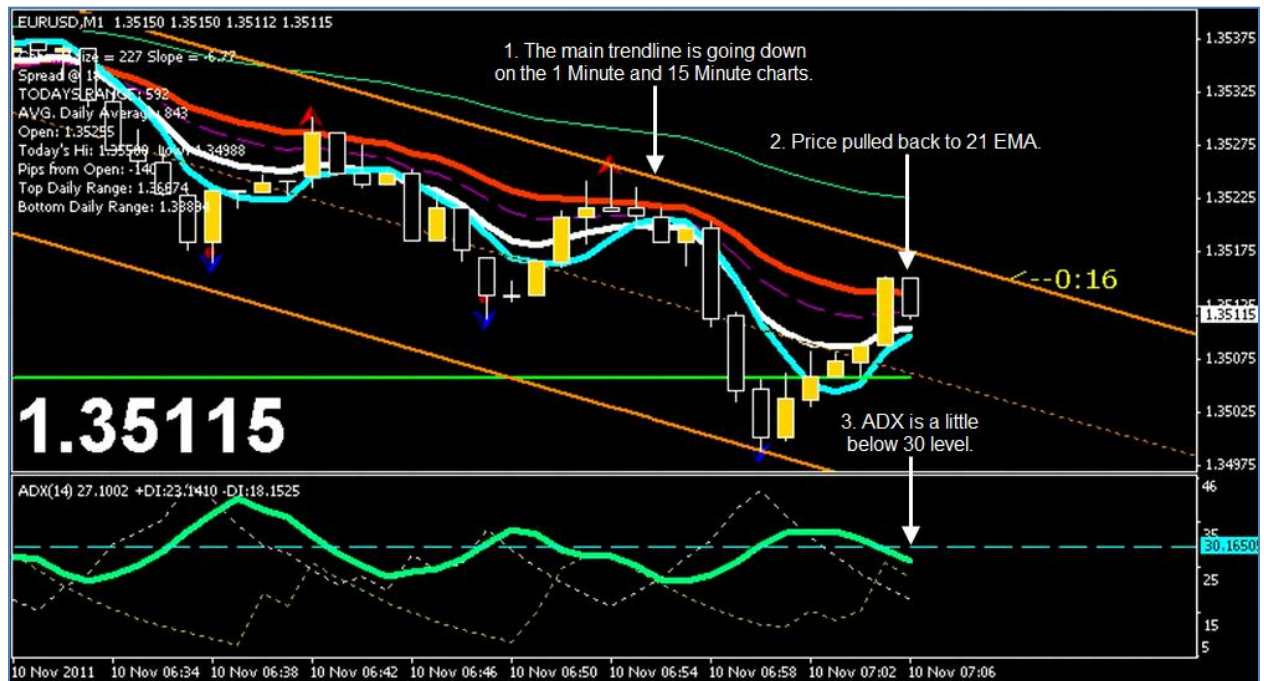 EURUSD,M1 1.35150 1.35150 1.35112 1.35115
size = 227 Slope = -6.77
Spread @
TODAYS RANGE: 592
AVG. Daily Average: 843
Open: 1.35255
Today's Hi: Low: 1.34988
Pips from Open: -140
Top Daily Range:
Bottom Daily Range:
1. The main trendline is going down
on the 1 Minute and 15 Minute charts.
2. Price pulled back to 21 EMA.
<--0:16
1.35115
3. ADX is a little
below 30 level.
1.35375
1.35325
1.35275
1.35225
1.35175
1.35125
1.35115
1.35075
1.35025
1.34975
ADX(14) 27.1002 +DI:23.1410 -DI:18.1525
46
35
30.1650
25
15
5
10 Nov 2011 10 Nov 06:34 10 Nov 06:38 10 Nov 06:42 10 Nov 06:46 10 Nov 06:50 10 Nov 06:54 10 Nov 06:58 10 Nov 07:02 10 Nov 07:06